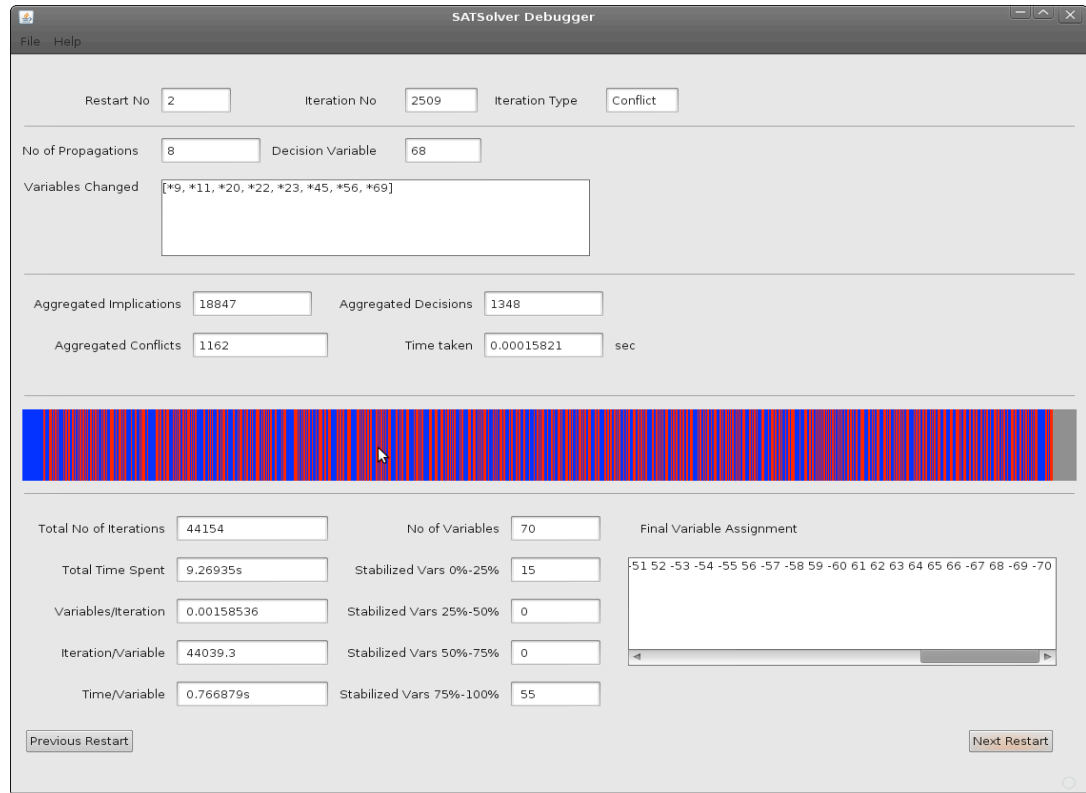 SATSolver Debugger
File Help
Restart No 2 Iteration No 2509 Iteration Type Conflict
No of Propagations 8 Decision Variable 68
Variables Changed [*9, *11, *20, *22, *23, *45, *56, *69]
Aggregated Implications 18847 Aggregated Decisions 1348
Aggregated Conflicts 1162 Time taken 0.00015821 sec
Total No of Iterations 44154 No of Variables 70 Final Variable Assignment
Total Time Spent 9.26935s Stabilized Vars 0%-25% 15 -51 52 -53 -54 -55 56 -57 -58 59 -60 61 62 63 64 65 66 -67 68 -69 -70
Variables/Iteration 0.00158536 Stabilized Vars 25%-50% 0
Iteration/Variable 44039.3 Stabilized Vars 50%-75% 0
Time/Variable 0.766879s Stabilized Vars 75%-100% 55
Previous Restart Next Restart